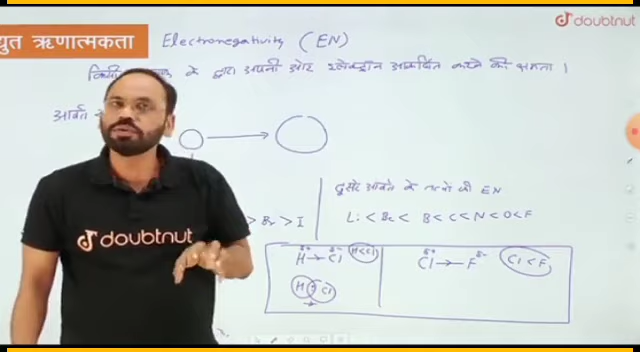 doubtnut
द्युत ऋणात्मकता Electronegativity (EN)
के द्वारा अपनी ओर इलेक्ट्रॉन आकर्षित करने की क्षमता ।
आवर्त
दूसरे आवर्त के तत्वों की EN
> Br > I
Li < Be < B < C < N < O < F
doubtnut
δ+ δ-
H → Cl
H < Cl
δ+ δ-
Cl → F
Cl < F
H Cl